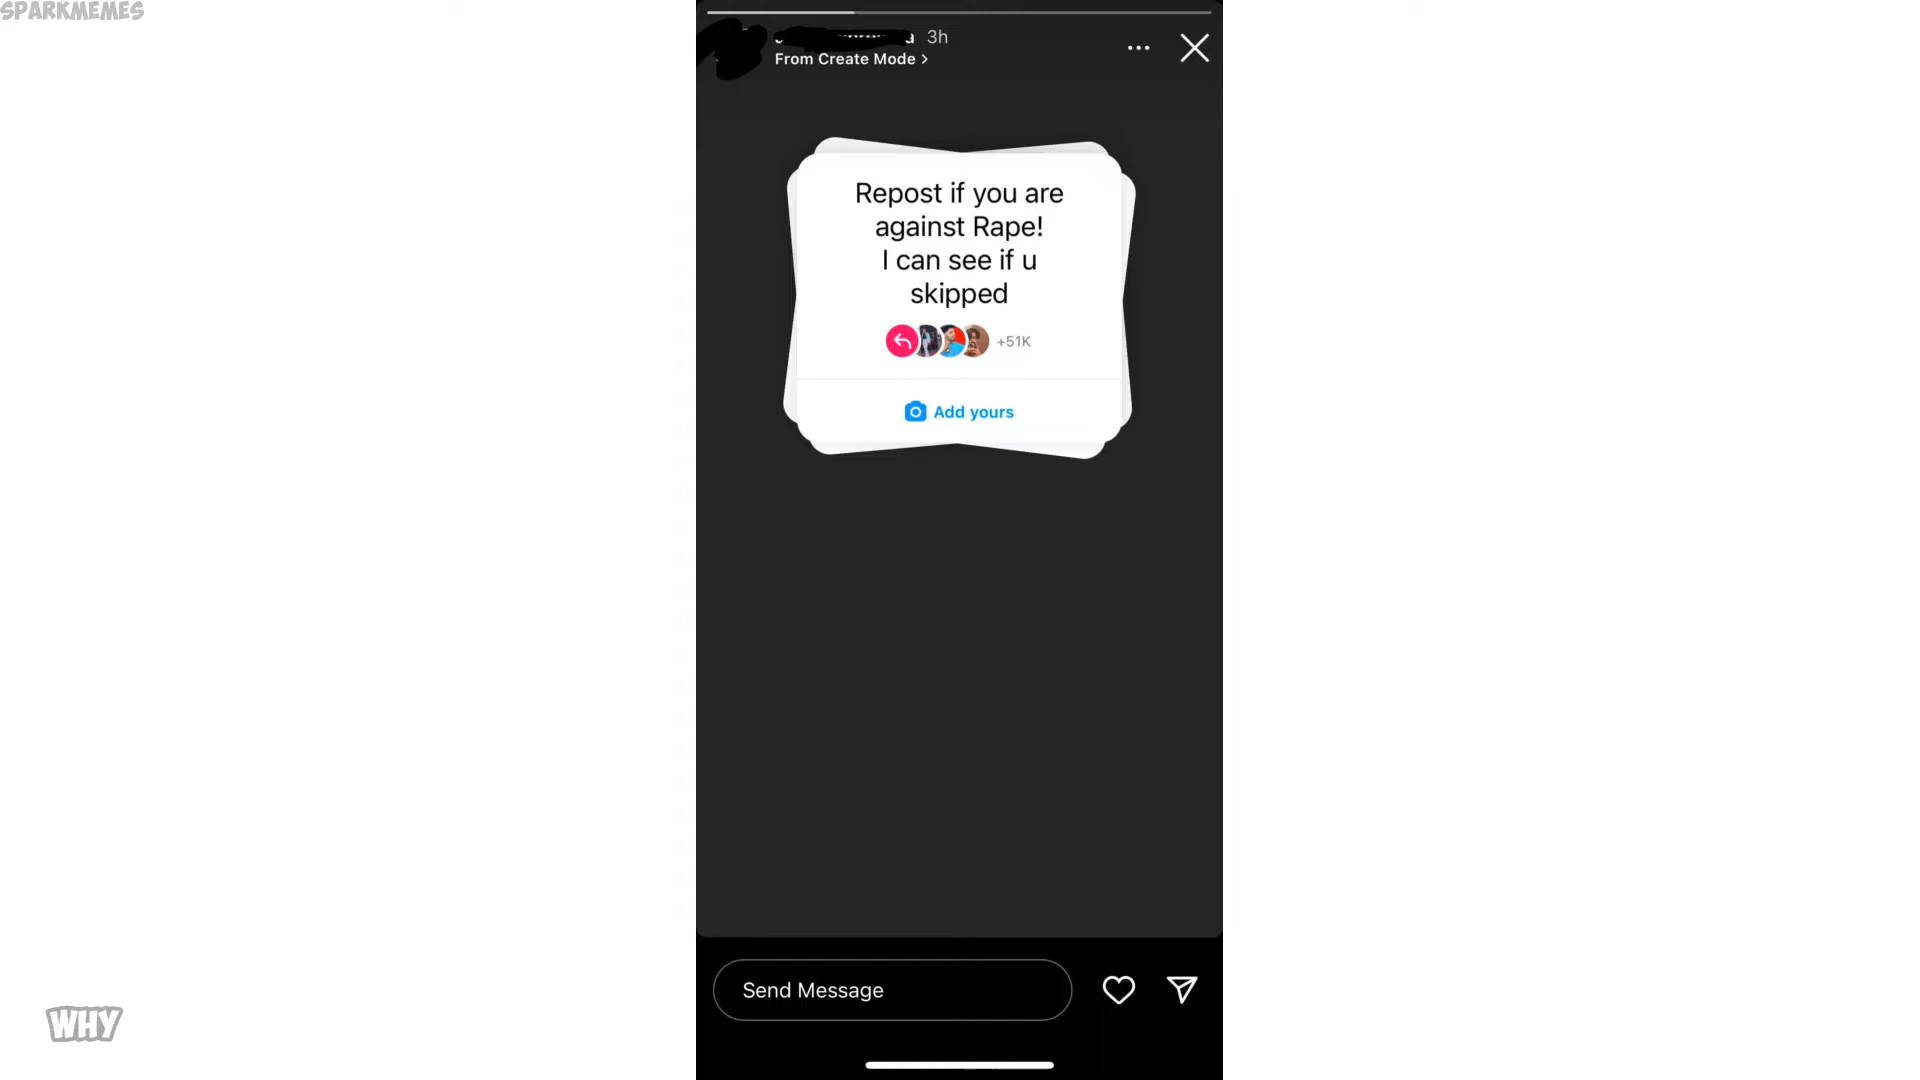 SPARKMEMES
3h
From Create Mode >
Repost if you are
against Rape!
I can see if u
skipped
+51K
Add yours
Send Message
WHY